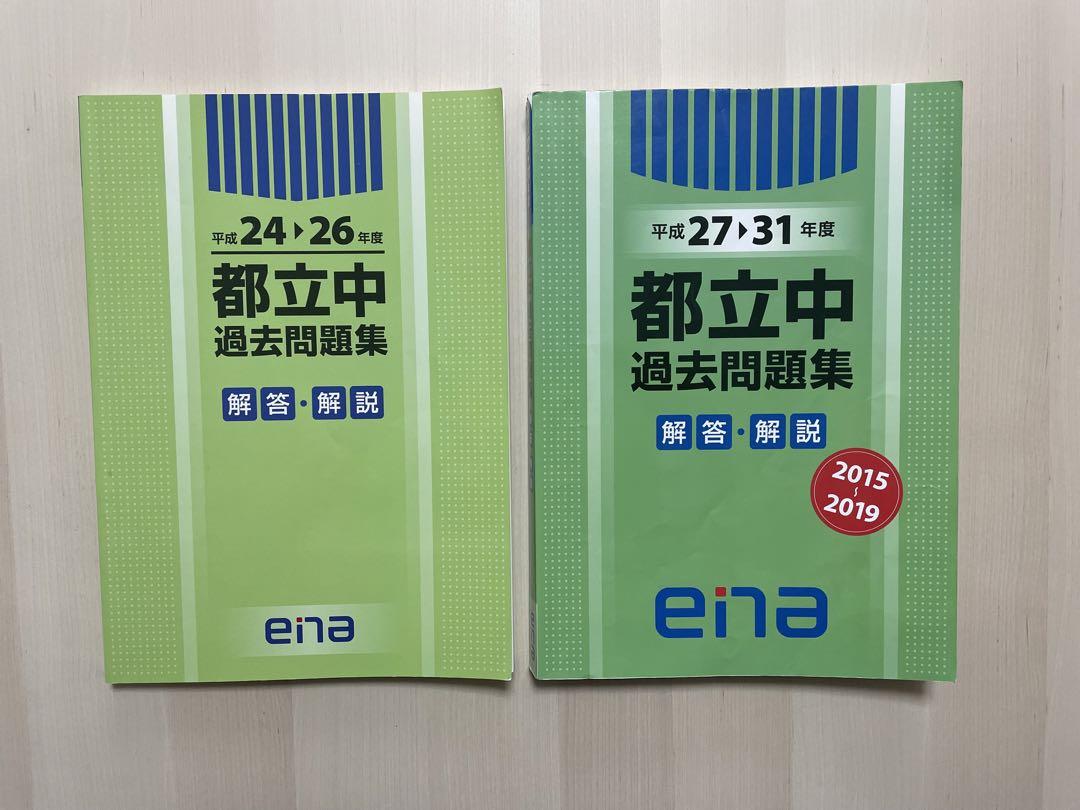 平成24▶26年度
都立中
過去問題集
解答・解説
ena
平成27▶31年度
都立中
過去問題集
解答・解説
2015
~
2019
ena